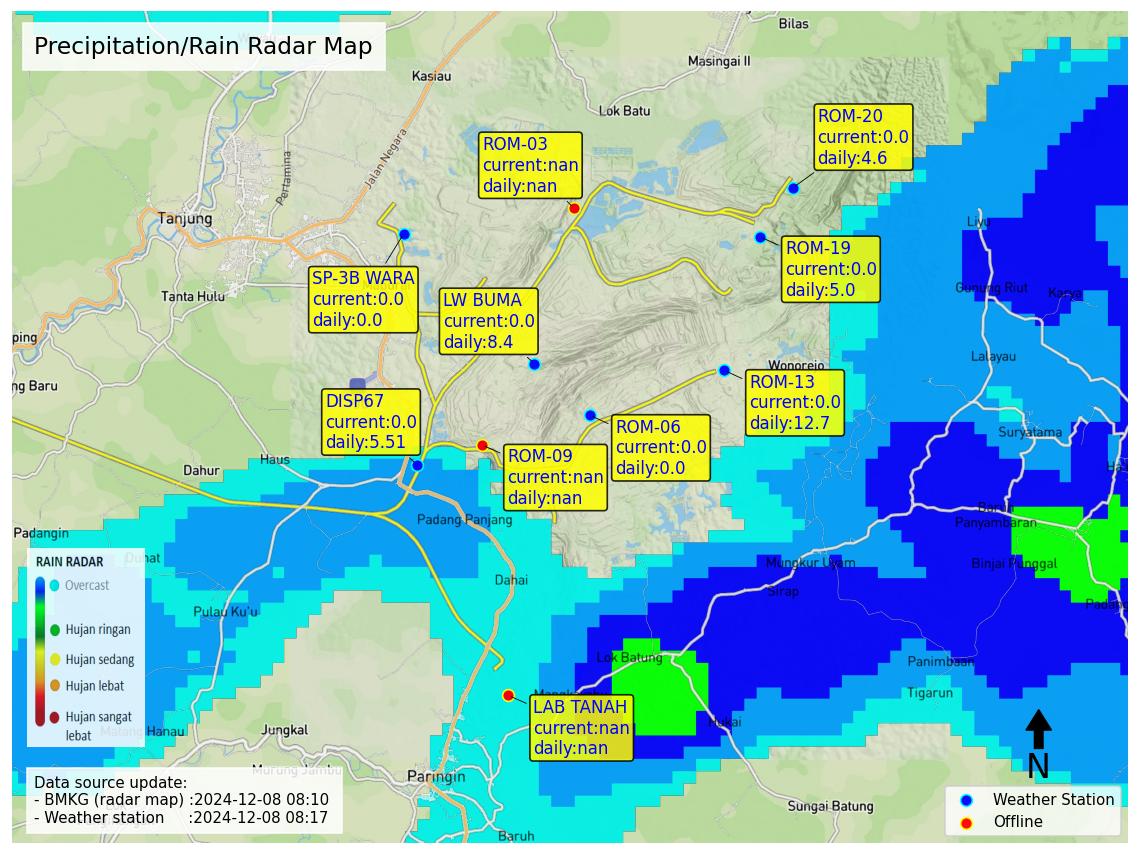 Precipitation/Rain Radar Map
Bilas
Masingai II
Kasiau
Lok Batu
Jalan Negara
Pertamina
Tanjung
Tanta Hulu
ROM-20
current:0.0
daily:4.6
ROM-03
current:nan
daily:nan
ROM-19
current:0.0
daily:5.0
SP-3B WARA
current:0.0
daily:0.0
LW BUMA
current:0.0
daily:8.4
Liyu
Gunung Riut
Karya
Lalayau
Wonorejo
ping
ng Baru
ROM-13
current:0.0
daily:12.7
DISP67
current:0.0
daily:5.51
ROM-06
current:0.0
daily:0.0
ROM-09
current:nan
daily:nan
Suryatama
Haus
Dahur
Padang Panjang
Padangin
Dahai
Baruh
Panyambaran
Binjai Punggal
Mungkur Uyam
Sirap
Padang
Pulau Ku'u
Lok Batung
Panimbaan
Tigarun
Hukai
RAIN RADAR
Overcast
Hujan ringan
Hujan sedang
Hujan lebat
Hujan sangat
lebat
LAB TANAH
current:nan
daily:nan
Jungkal
Murung Jambu
Paringin
Sungai Batung
Baruh
N
Data source update:
- BMKG (radar map) :2024-12-08 08:10
- Weather station :2024-12-08 08:17
Weather Station
Offline